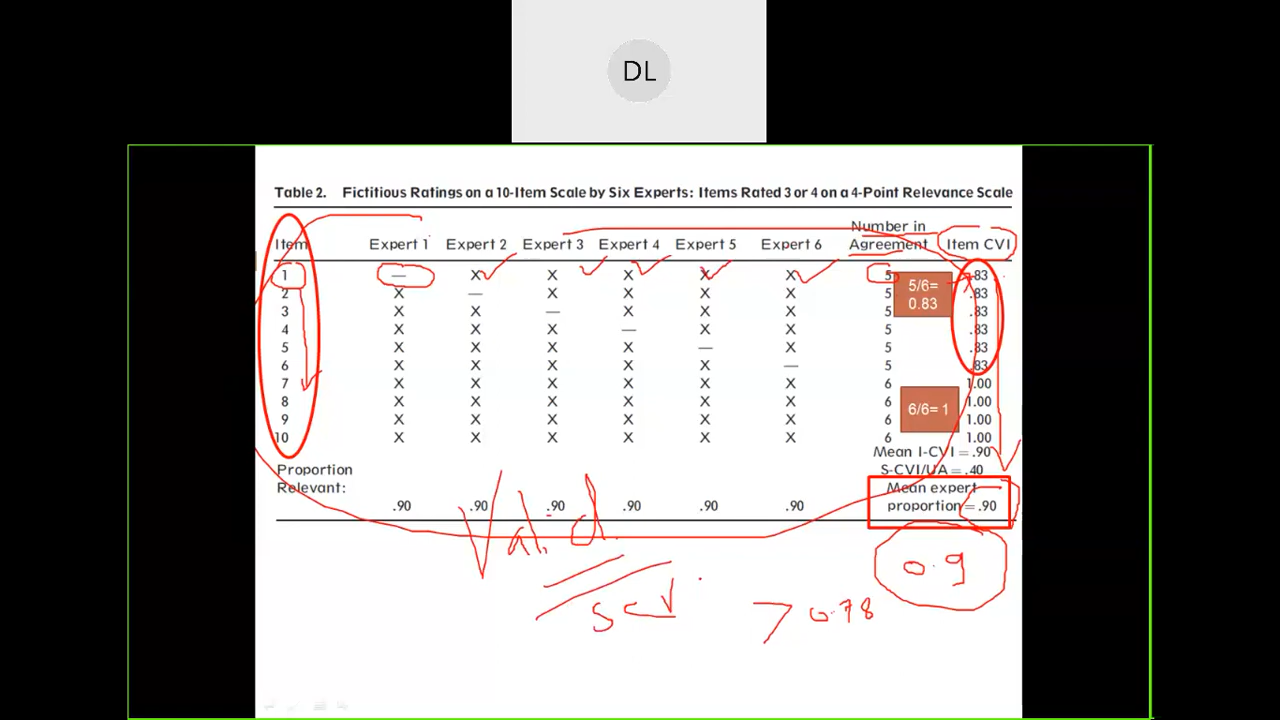 DL
Table 2. Fictitious Ratings on a 10-Item Scale by Six Experts: Items Rated 3 or 4 on a 4-Point Relevance Scale
Number in
Item Expert 1 Expert 2 Expert 3 Expert 4 Expert 5 Expert 6 Agreement Item CVI
1 — X X X X X 5 .83
2 X — X X X X 5 .83
3 X X — X X X 5 .83
4 X X X — X X 5 .83
5 X X X X — X 5 .83
6 X X X X X — 5 .83
7 X X X X X X 6 1.00
8 X X X X X X 6 1.00
9 X X X X X X 6 1.00
10 X X X X X X 6 1.00
5/6=
0.83
6/6= 1
Mean I-CVI = .90
S-CVI/UA = .40
Proportion
Relevant:
Mean expert
.90 .90 .90 .90 .90 .90 proportion = .90
Valid
0.9
SCV
> 0.78